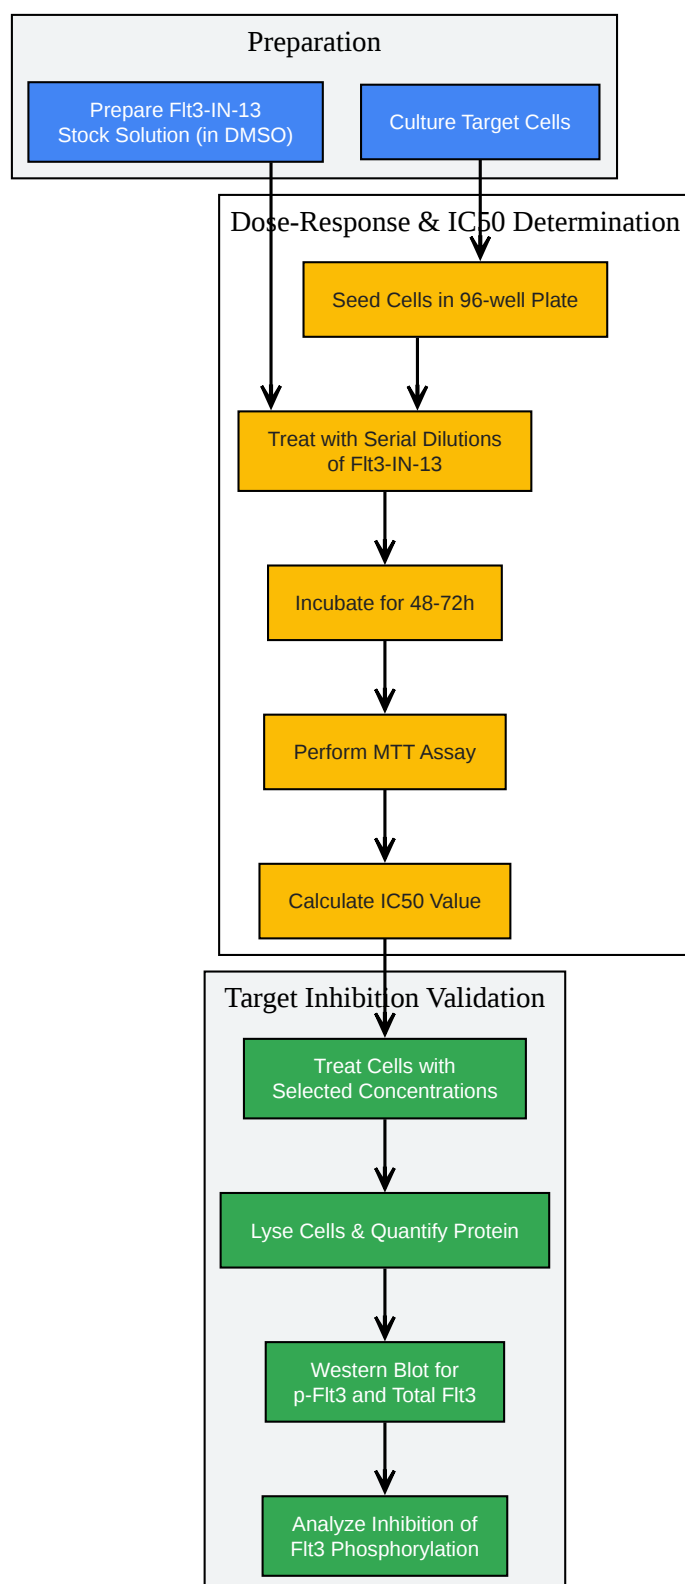 Preparation
Prepare Flt3-IN-13
Stock Solution (in DMSO)
Culture Target Cells
Dose-Response & IC50 Determination
Seed Cells in 96-well Plate
Treat with Serial Dilutions
of Flt3-IN-13
Incubate for 48-72h
Perform MTT Assay
Calculate IC50 Value
Target Inhibition Validation
Treat Cells with
Selected Concentrations
Lyse Cells & Quantify Protein
Western Blot for
p-Flt3 and Total Flt3
Analyze Inhibition of
Flt3 Phosphorylation